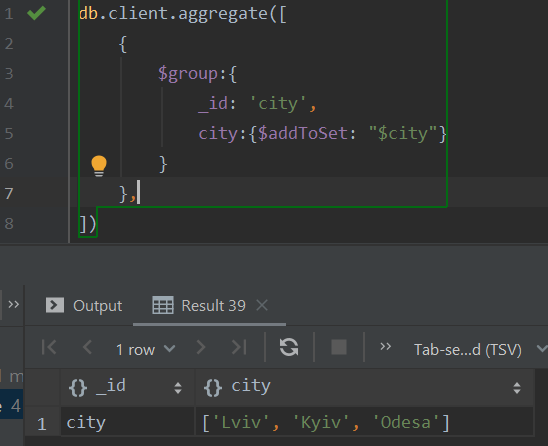 1 db.client.aggregate([
2 {
3 $group:{
4 _id: 'city',
5 city:{$addToSet: "$city"}
6 }
7 },
8 ])
Output Result 39
1 row Tab-se...d (TSV)
_id city
1 city ['Lviv', 'Kyiv', 'Odesa']